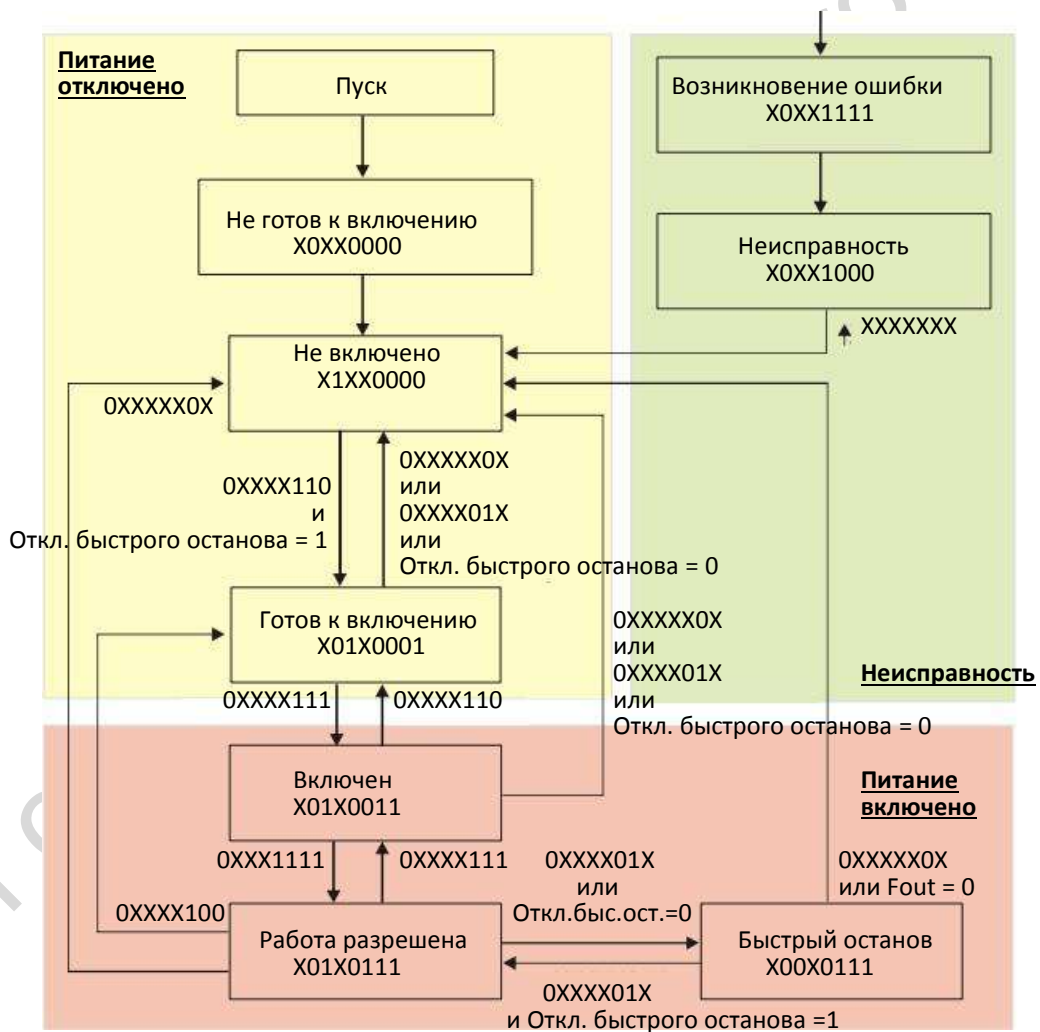 Питание
отключено
Пуск
Не готов к включению
X0XX0000
Не включено
X1XX0000
0XXXXX0X
0XXXX110
и
Откл. быстрого останова = 1
0XXXXX0X
или
0XXXX01X
или
Откл. быстрого останова = 0
Готов к включению
X01X0001
0XXXX111
0XXXX110
Возникновение ошибки
X0XX1111
Неисправность
X0XX1000
XXXXXXX
0XXXXX0X
или
0XXXX01X
или
Откл. быстрого останова = 0
Неисправность
Включен
X01X0011
Питание
включено
0XXX1111
0XXXX111
0XXXX01X
или
Откл.быс.ост.=0
0XXXXX0X
или Fout = 0
0XXXX100
Работа разрешена
X01X0111
Быстрый останов
X00X0111
0XXXX01X
и Откл. быстрого останова =1